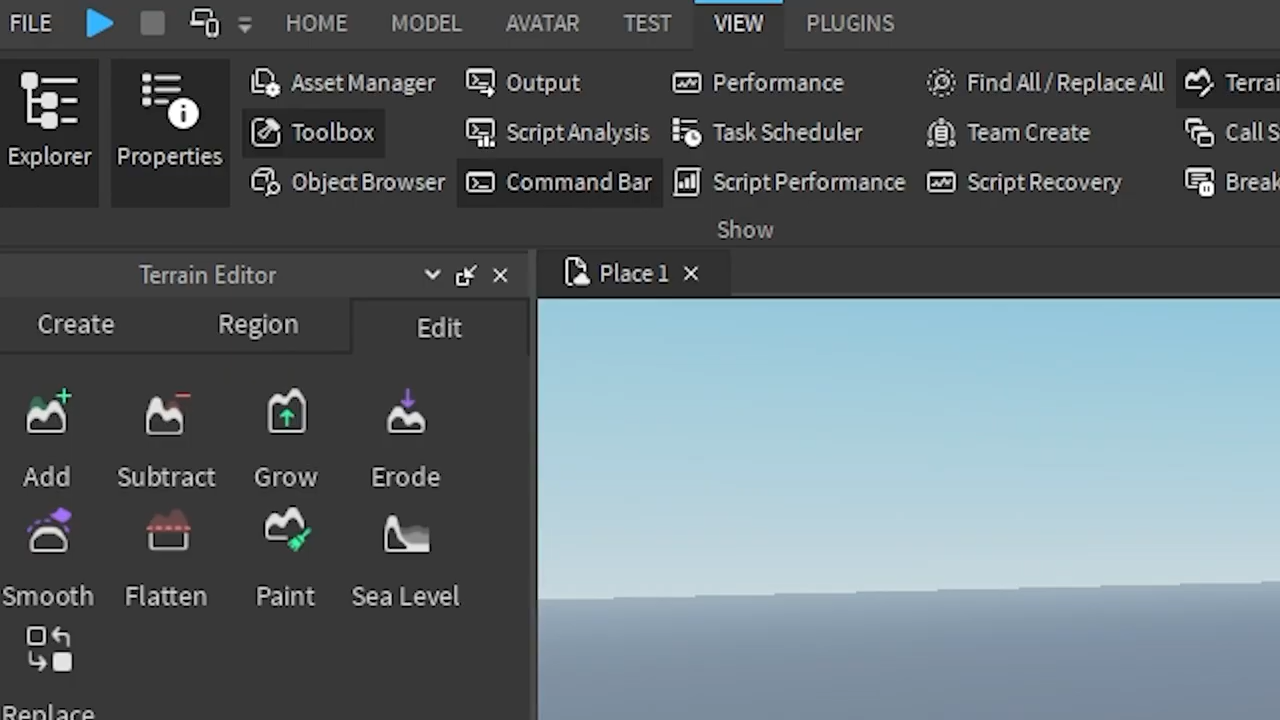 FILE HOME MODEL AVATAR TEST VIEW PLUGINS
Asset Manager Output Performance Find All / Replace All
Toolbox Script Analysis Task Scheduler Team Create Call S
Explorer Properties
Object Browser Command Bar Script Performance Script Recovery
Show
Terrain Editor
Place 1
Create Region Edit
Add Subtract Grow Erode
Smooth Flatten Paint Sea Level
Replace